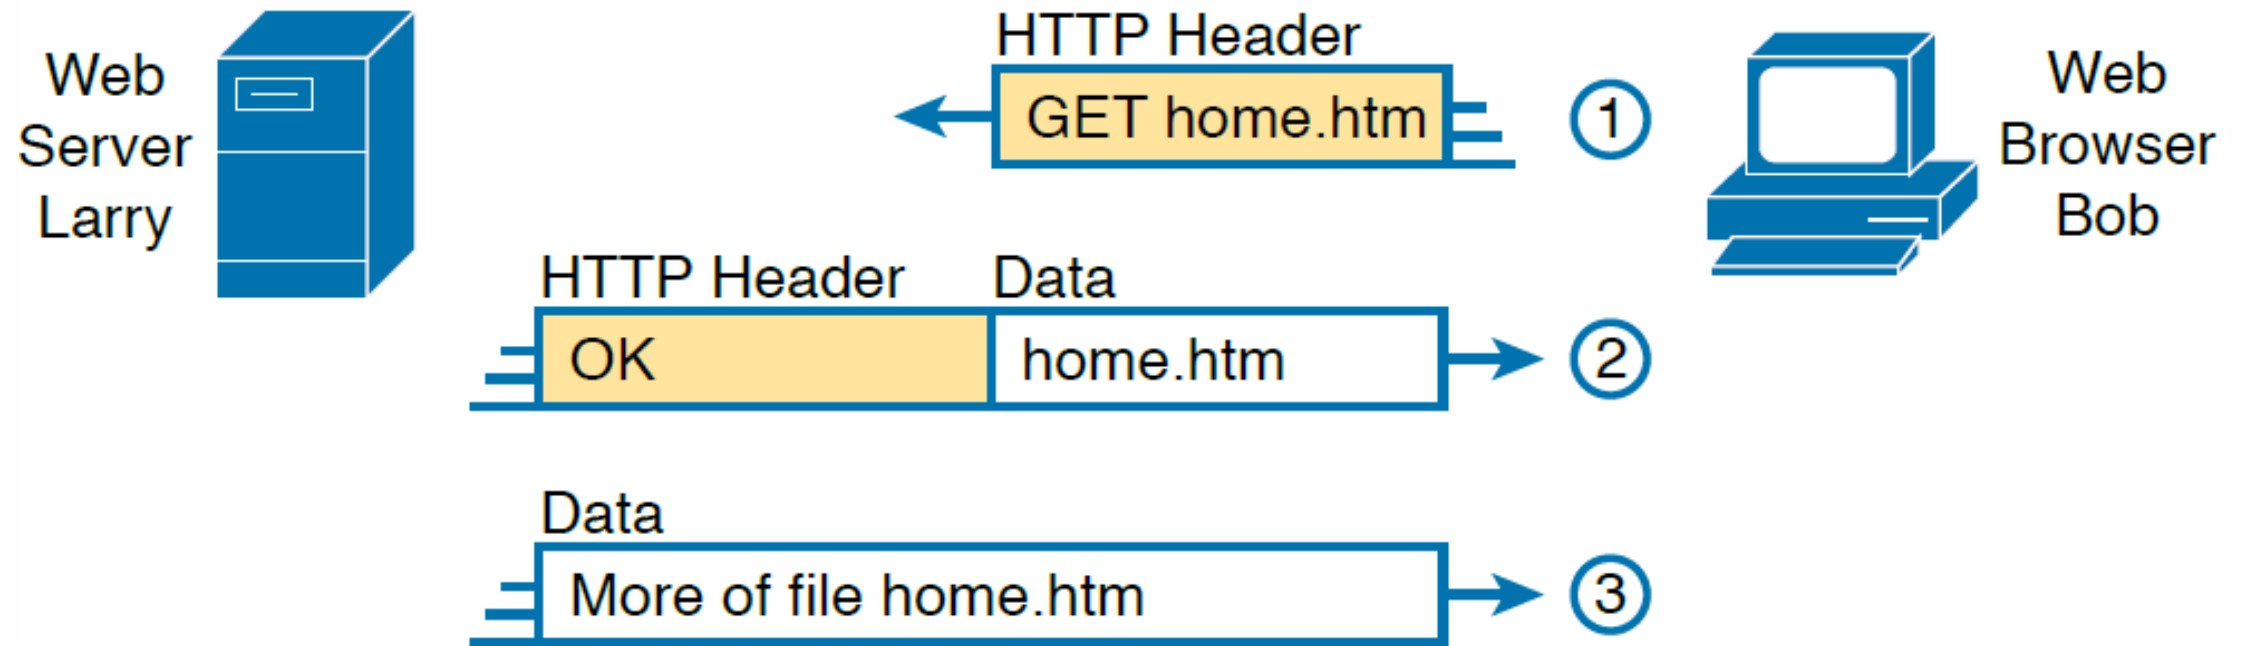 Web
Server
Larry
HTTP Header
GET home.htm
1
Web
Browser
Bob
HTTP Header
Data
OK
home.htm
2
Data
More of file home.htm
3